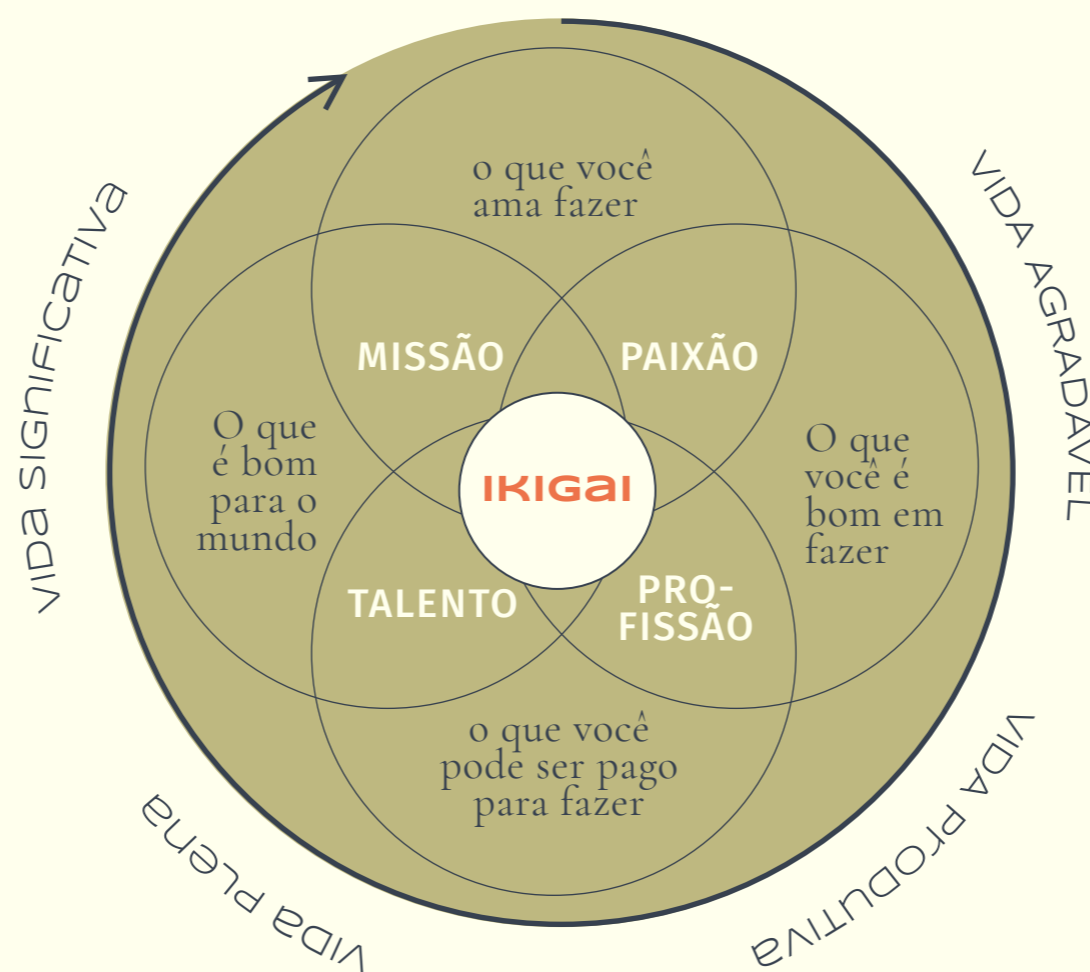 o que você
ama fazer
VIDA AGRADÁVEL
VIDA SIGNIFICATIVA
MISSÃO
PAIXÃO
O que
é bom
para o
mundo
IKIGAI
O que
você é
bom em
fazer
TALENTO
PRO-
FISSÃO
o que você
pode ser pago
para fazer
VIDA PLENA
VIDA PRODUTIVA